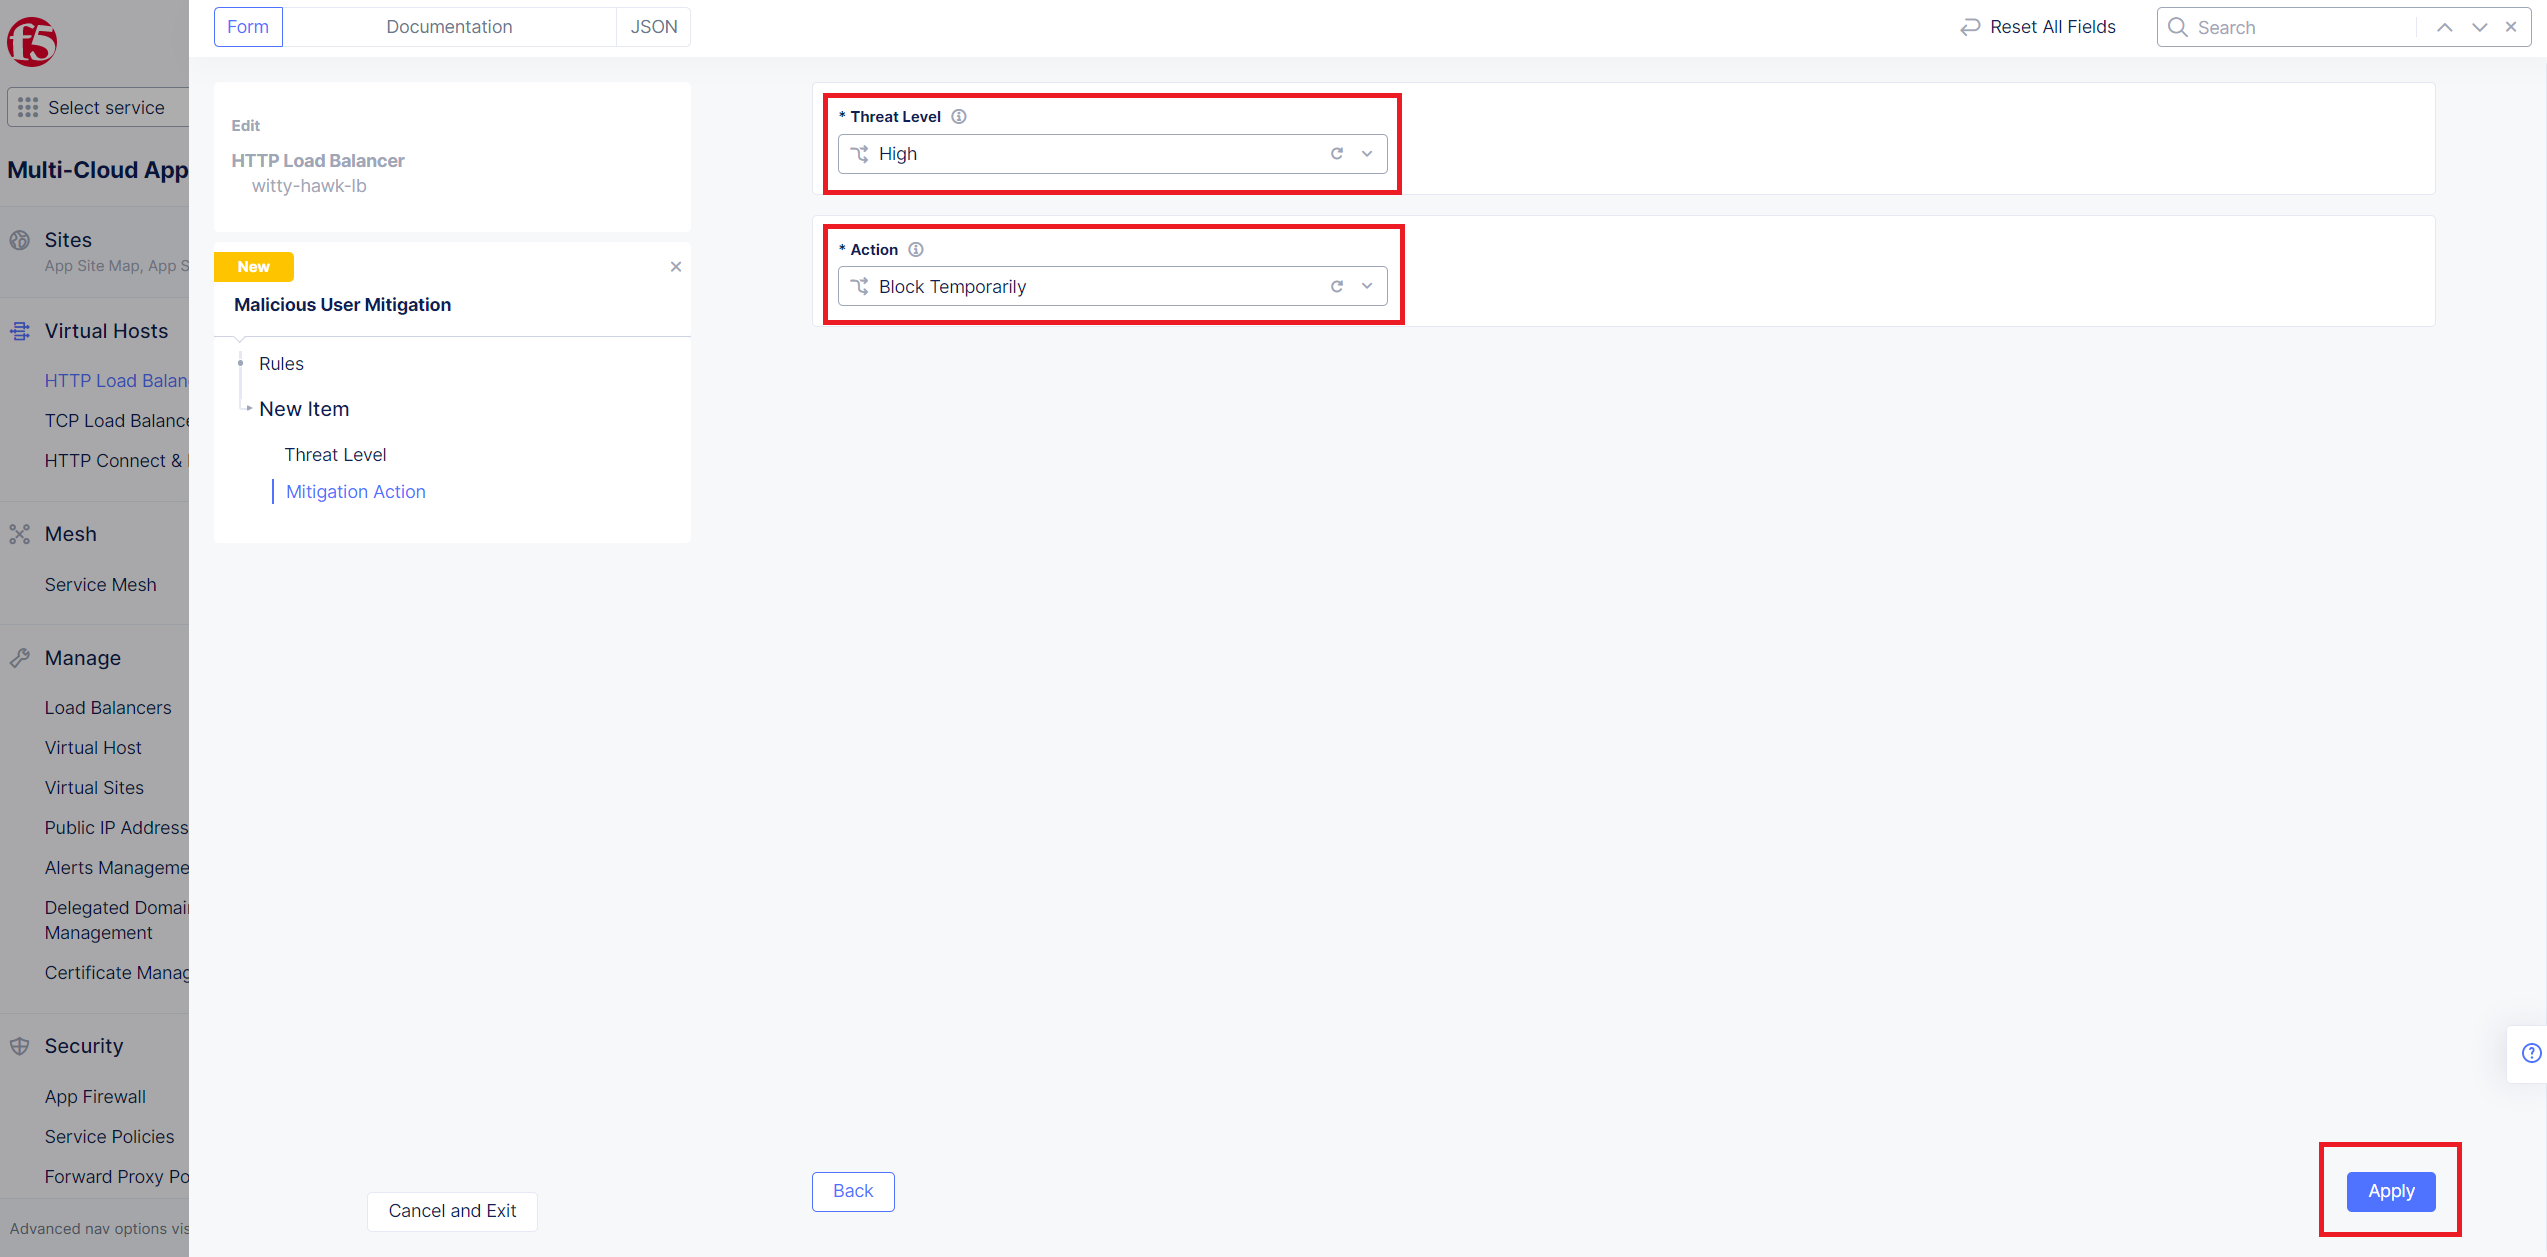 f5
Select service
Multi-Cloud App
Sites
App Site Map, App S
Virtual Hosts
HTTP Load Balan
TCP Load Balance
HTTP Connect &
Mesh
Service Mesh
Manage
Load Balancers
Virtual Host
Virtual Sites
Public IP Address
Alerts Manageme
Delegated Domai
Management
Certificate Manag
Security
App Firewall
Service Policies
Forward Proxy Po
Advanced nav options vis
Form
Documentation
JSON
Reset All Fields
Search
Edit
HTTP Load Balancer
witty-hawk-lb
New
Malicious User Mitigation
Rules
New Item
Threat Level
Mitigation Action
Cancel and Exit
* Threat Level
High
* Action
Block Temporarily
Back
Apply